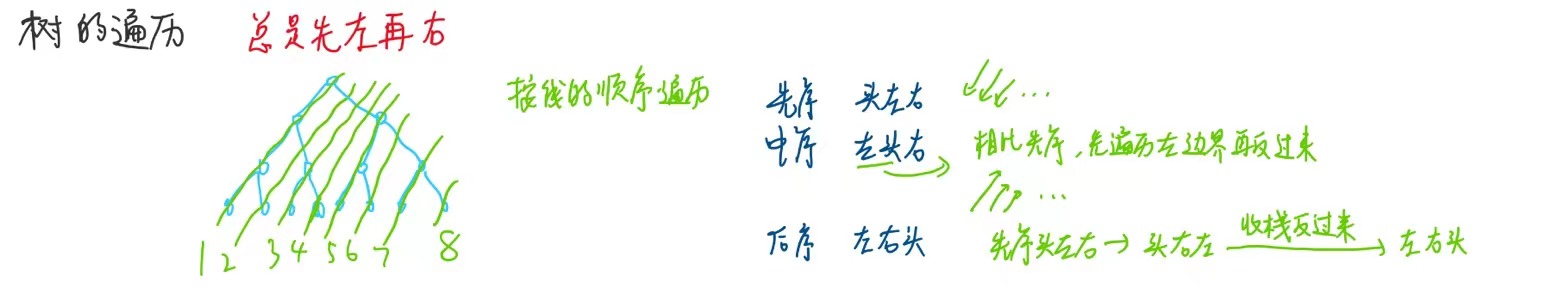 树的遍历 总是先左再右
按线的顺序遍历 先序 头左右 ...
中序 左头右 相比先序,先遍历左边界再反过来
...
后序 左右头 先序头左右→头右左 收栈反过来→左右头
1 2 3 4 5 6 7 8